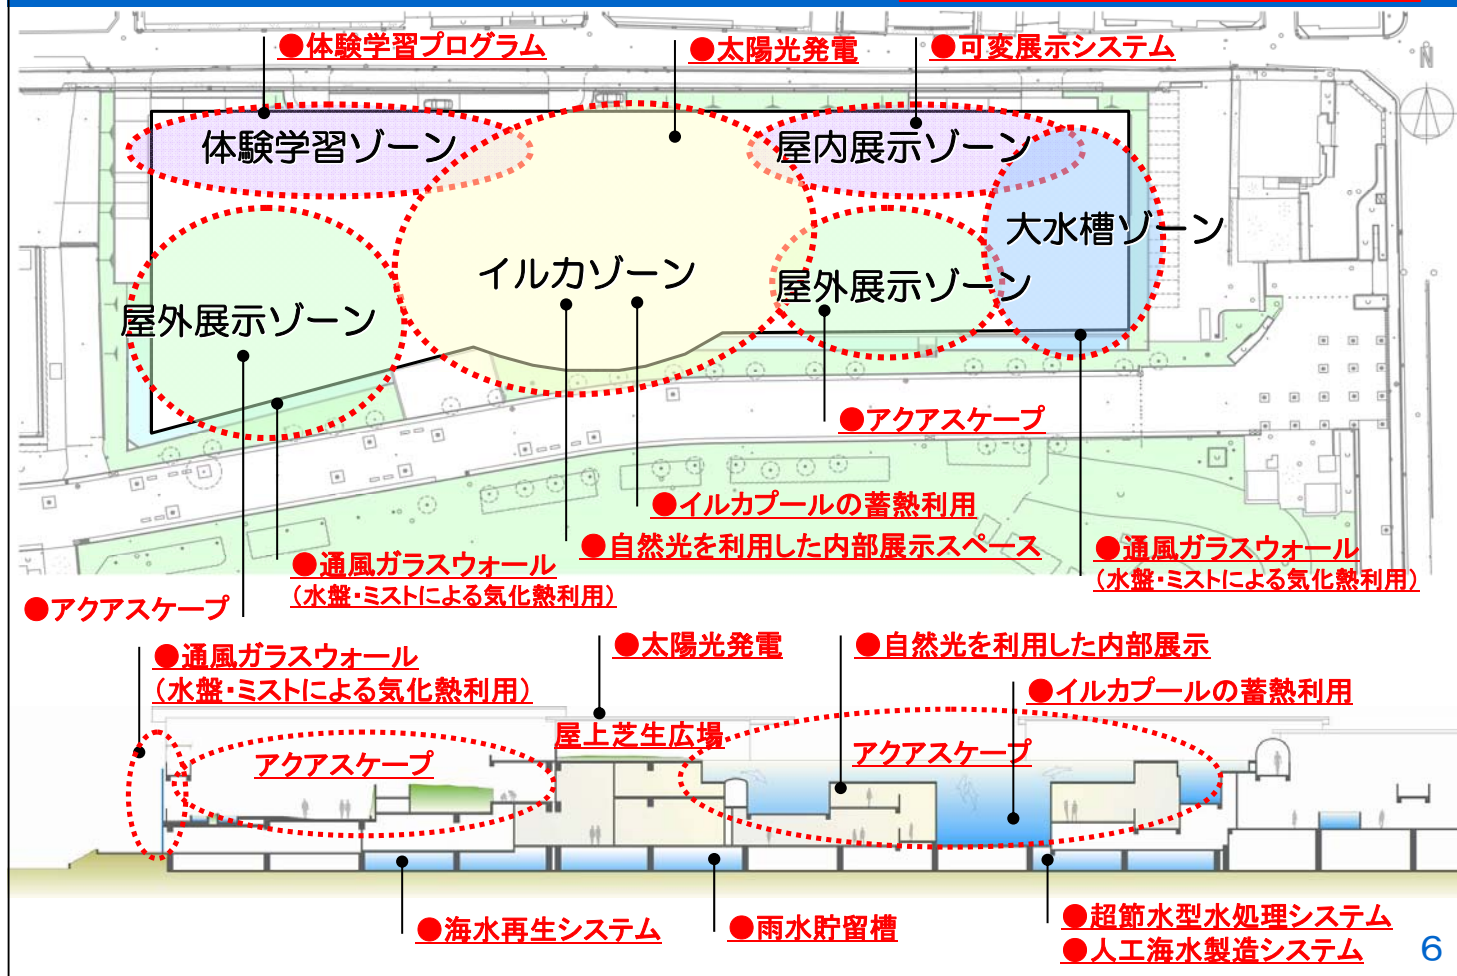 ●体験学習プログラム
●太陽光発電
●可変展示システム
N
体験学習ゾーン
屋内展示ゾーン
大水槽ゾーン
イルカゾーン
屋外展示ゾーン
屋外展示ゾーン
●アクアスケープ
●イルカプールの蓄熱利用
●自然光を利用した内部展示スペース
●通風ガラスウォール
(水盤・ミストによる気化熱利用)
●通風ガラスウォール
(水盤・ミストによる気化熱利用)
●アクアスケープ
●通風ガラスウォール
(水盤・ミストによる気化熱利用)
●太陽光発電
●自然光を利用した内部展示
●イルカプールの蓄熱利用
屋上芝生広場
アクアスケープ
アクアスケープ
●海水再生システム
●雨水貯留槽
●超節水型水処理システム
●人工海水製造システム
6